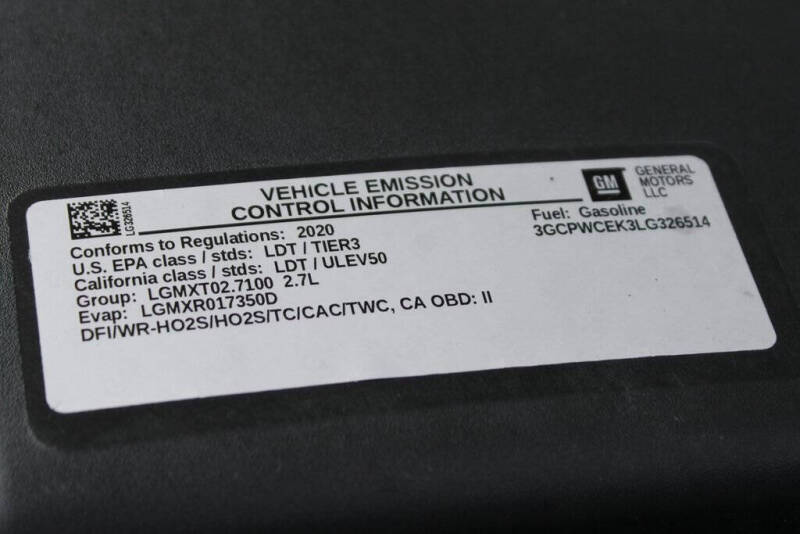 LG326514
VEHICLE EMISSION
CONTROL INFORMATION
GM
GENERAL
MOTORS
LLC
Conforms to Regulations: 2020
U.S. EPA class / stds: LDT / TIER3
California class / stds: LDT / ULEV50
Group: LGMXT02.7100 2.7L
Evap: LGMXR017350D
DFI/WR-HO2S/HO2S/TC/CAC/TWC, CA OBD: II
Fuel: Gasoline
3GCPWCEK3LG326514